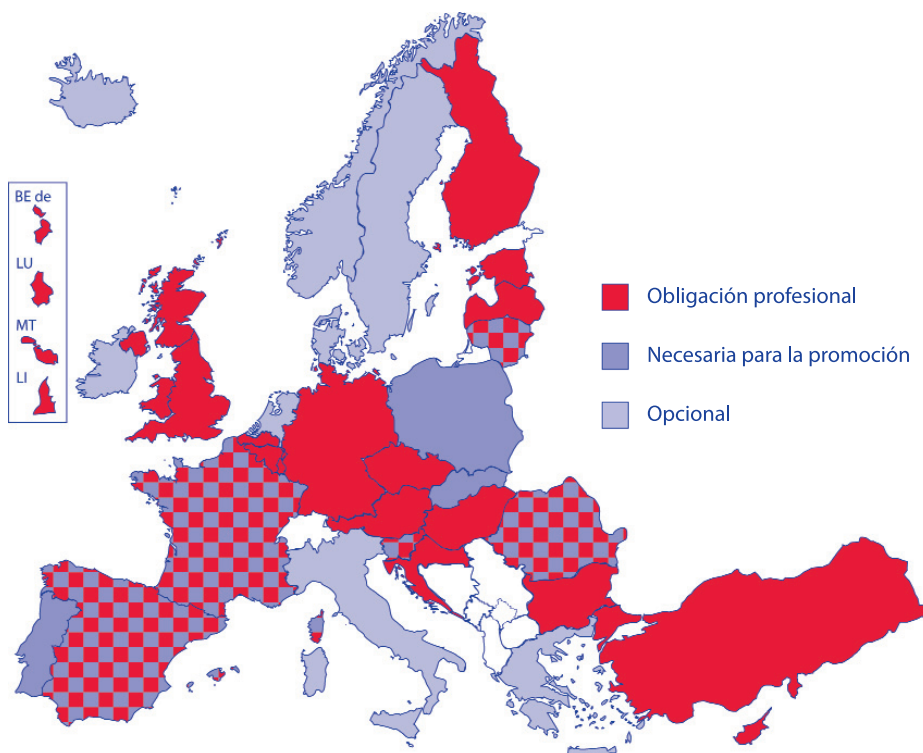 BE de
LU
MT
LI
Obligación profesional
Necesaria para la promoción
Opcional